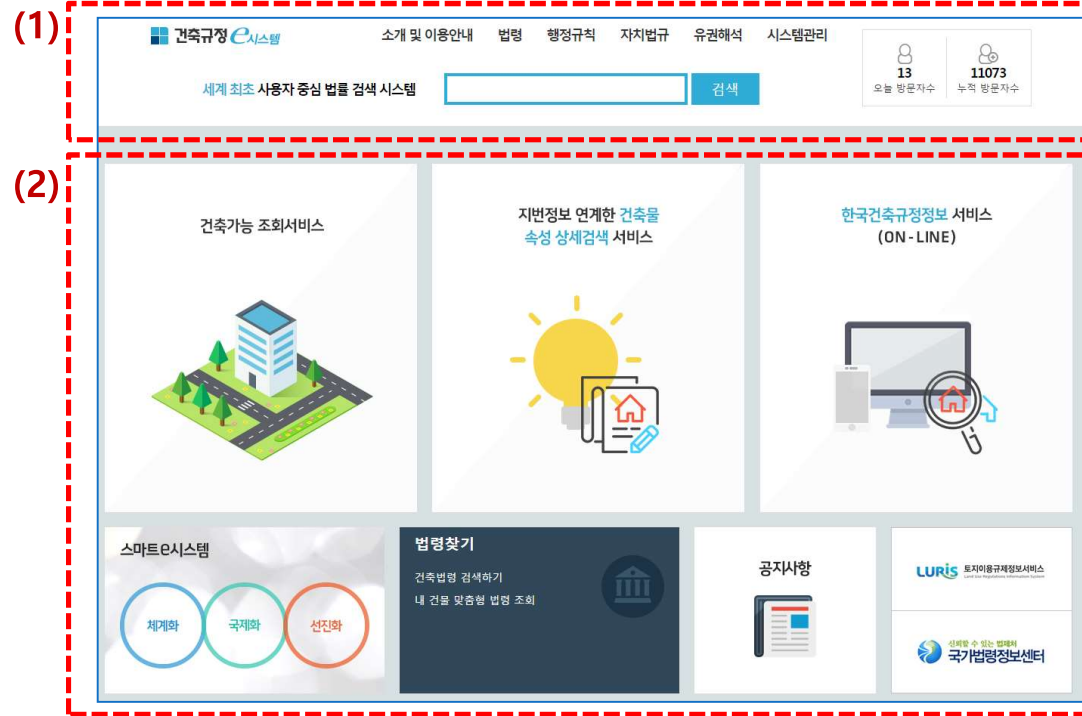 (1)
건축규정 e시스템
소개 및 이용안내 법령 행정규칙 자치법규 유권해석 시스템관리
13
오늘 방문자수
11073
누적 방문자수
세계 최초 사용자 중심 법률 검색 시스템
검색
(2)
건축가능 조회서비스
지번정보 연계한 건축물
속성 상세검색 서비스
한국건축규정정보 서비스
(ON-LINE)
스마트e시스템
체계화
국제화
선진화
법령찾기
건축법령 검색하기
내 건물 맞춤형 법령 조회
공지사항
LURIS 토지이용규제정보서비스
Land Use Regulations Information System
신뢰할 수 있는 법제처
국가법령정보센터